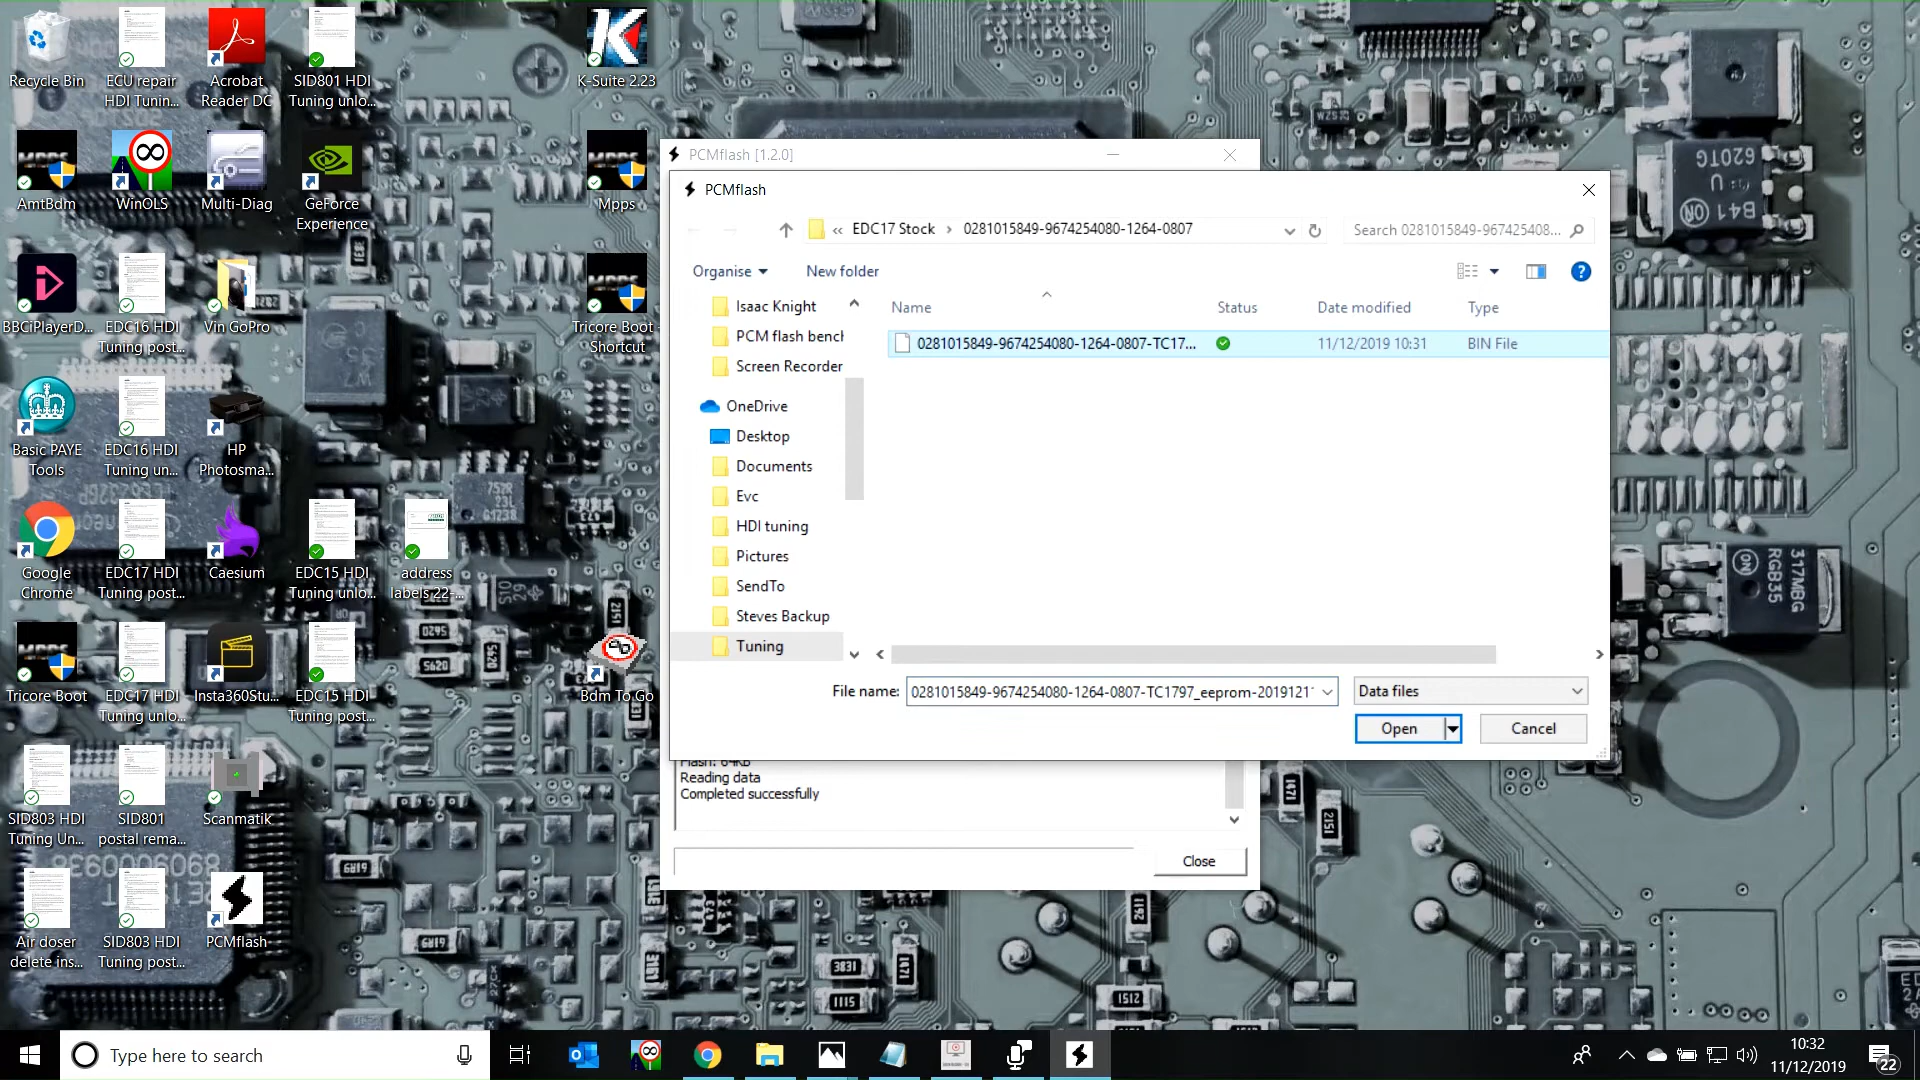 Recycle Bin
ECU repair
HDI Tunin...
Acrobat
Reader DC
SID801 HDI
Tuning unlo...
K-Suite 2.23
AmtBdm
WinOLS
Multi-Diag
GeForce
Experience
Mpps
BBCiPlayerD...
EDC16 HDI
Tuning post...
Vin GoPro
Tricore Boot -
Shortcut
Basic PAYE
Tools
EDC16 HDI
Tuning un...
HP
Photosma...
Google
Chrome
EDC17 HDI
Tuning post...
Caesium
EDC15 HDI
Tuning unlo...
address
labels 22-...
Tricore Boot
EDC17 HDI
Tuning unlo...
Insta360Stu...
EDC15 HDI
Tuning post...
Bdm To Go
SID803 HDI
Tuning Un...
SID801
postal rema...
Scanmatik
Air doser
delete ins...
SID803 HDI
Tuning post...
PCMflash
PCMflash [1.2.0]
PCMflash
« EDC17 Stock › 0281015849-9674254080-1264-0807
Search 0281015849-967425408...
Organise
New folder
Isaac Knight
PCM flash bench
Screen Recorder
OneDrive
Desktop
Documents
Evc
HDI tuning
Pictures
SendTo
Steves Backup
Tuning
Name Status Date modified Type
0281015849-9674254080-1264-0807-TC17... 11/12/2019 10:31 BIN File
File name: 0281015849-9674254080-1264-0807-TC1797_eeprom-2019121
Data files
Open
Cancel
Flash: 64KB
Reading data
Completed successfully
Close
Type here to search
10:32
11/12/2019
22